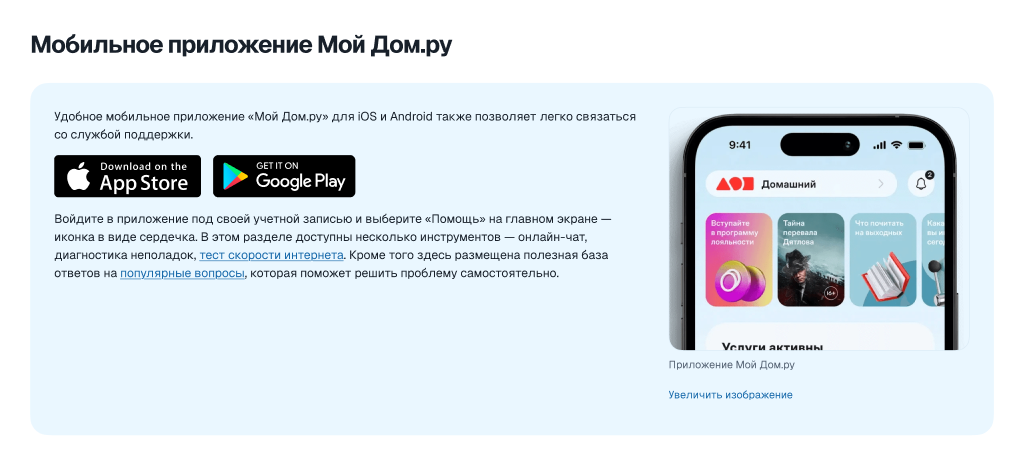 Мобильное приложение Мой Дом.ру
Удобное мобильное приложение «Мой Дом.ру» для iOS и Android также позволяет легко связаться
со службой поддержки.
Download on the
App Store
GET IT ON
Google Play
Войдите в приложение под своей учетной записью и выберите «Помощь» на главном экране —
иконка в виде сердечка. В этом разделе доступны несколько инструментов — онлайн-чат,
диагностика неполадок, тест скорости интернета. Кроме того здесь размещена полезная база
ответов на популярные вопросы, которая поможет решить проблему самостоятельно.
9:41
Домашний
2
Вступайте
в программу
лояльности
Тайна
перевала
Дятлова
16+
Что почитать
на выходных
Услуги активны
Приложение Мой Дом.ру
Увеличить изображение